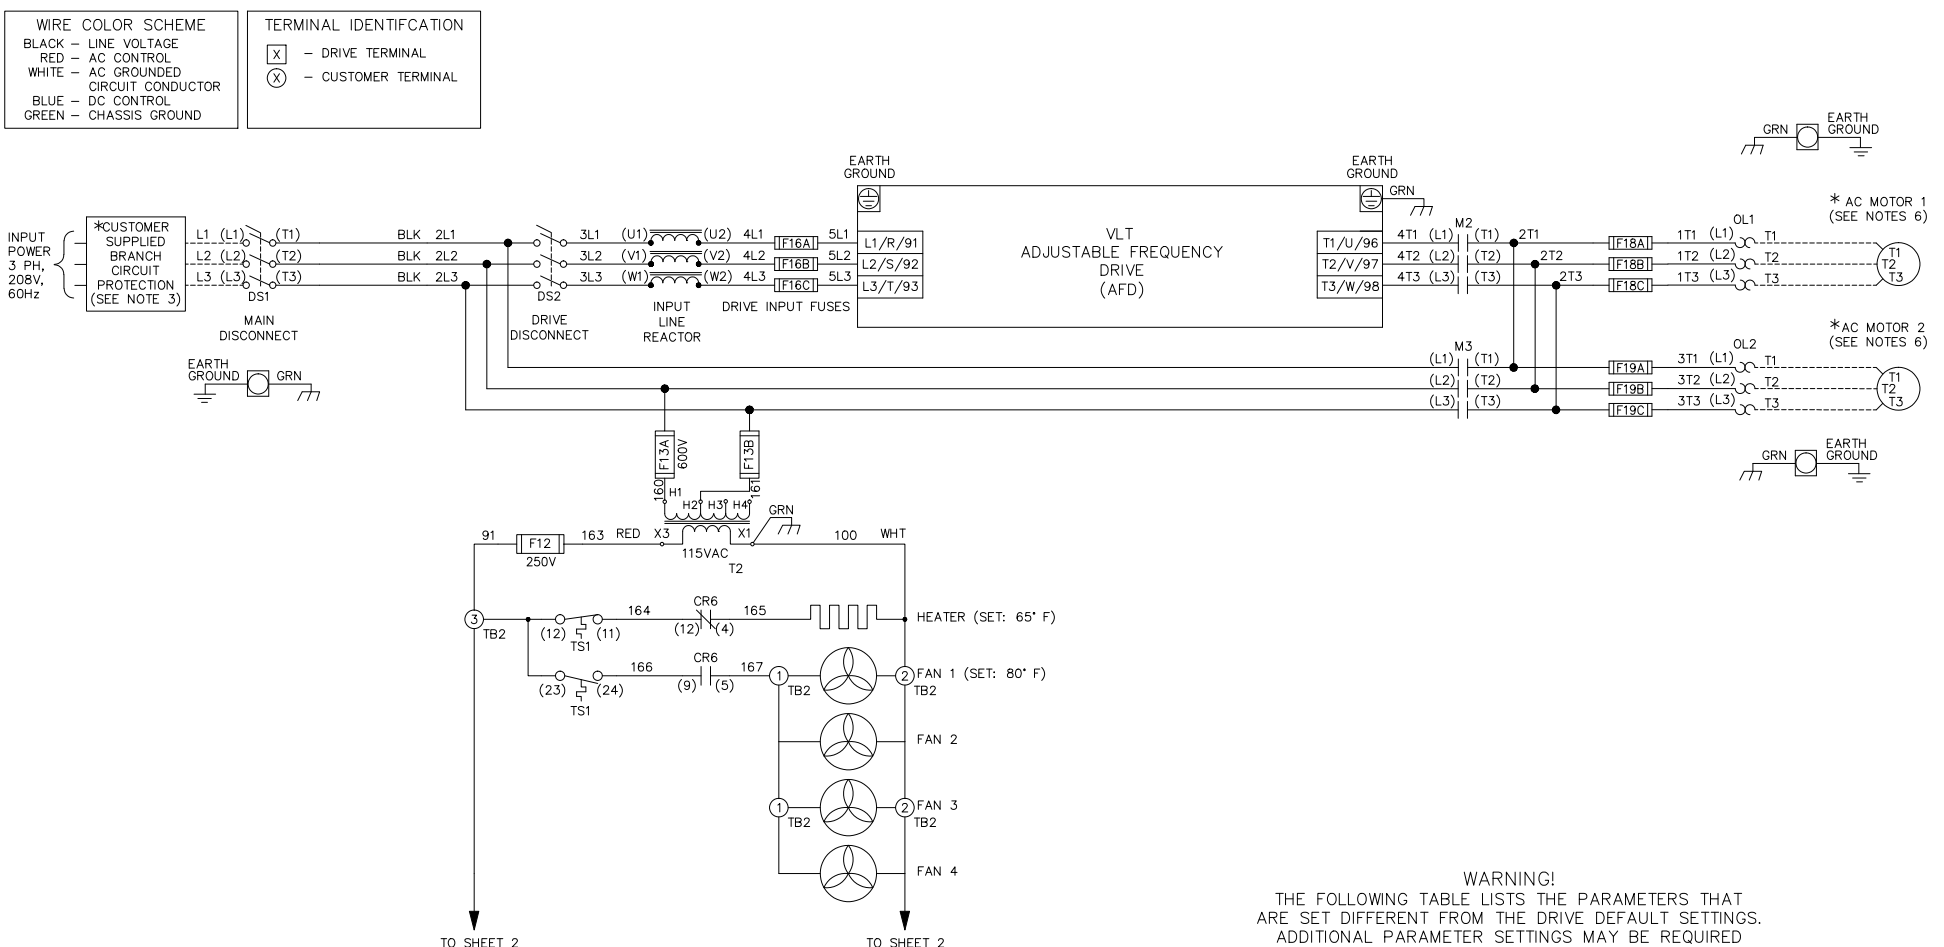 WIRE COLOR SCHEME
BLACK – LINE VOLTAGE
RED – AC CONTROL
WHITE – AC GROUNDED
CIRCUIT CONDUCTOR
BLUE – DC CONTROL
GREEN – CHASSIS GROUND
TERMINAL IDENTIFCATION
X – DRIVE TERMINAL
X – CUSTOMER TERMINAL
GRN
EARTH
GROUND
EARTH
GROUND
EARTH
GROUND
GRN
INPUT
POWER
3 PH,
208V,
60Hz
*CUSTOMER
SUPPLIED
BRANCH
CIRCUIT
PROTECTION
(SEE NOTE 3)
L1 (L1) (T1) BLK 2L1 3L1 (U1) (U2) 4L1 F16A 5L1 L1/R/91
L2 (L2) (T2) BLK 2L2 3L2 (V1) (V2) 4L2 F16B 5L2 L2/S/92
L3 (L3) (T3) BLK 2L3 3L3 (W1) (W2) 4L3 F16C 5L3 L3/T/93
DS1
MAIN
DISCONNECT
DS2
DRIVE
DISCONNECT
INPUT
LINE
REACTOR
DRIVE INPUT FUSES
VLT
ADJUSTABLE FREQUENCY
DRIVE
(AFD)
M2
OL1
T1/U/96 4T1 (L1) (T1) 2T1 F18A 1T1 (L1) T1
T2/V/97 4T2 (L2) (T2) 2T2 F18B 1T2 (L2) T2
T3/W/98 4T3 (L3) (T3) 2T3 F18C 1T3 (L3) T3
* AC MOTOR 1
(SEE NOTES 6)
T1
T2
T3
EARTH
GROUND
GRN
M3
OL2
(L1) (T1) F19A 3T1 (L1) T1
(L2) (T2) F19B 3T2 (L2) T2
(L3) (T3) F19C 3T3 (L3) T3
*AC MOTOR 2
(SEE NOTES 6)
T1
T2
T3
GRN
EARTH
GROUND
F13A
600V
F13B
160
H1
H2
H3
H4
161
GRN
91
F12
250V
163
RED
X3
X1
115VAC
T2
100
WHT
3
TB2
(12)
(11)
TS1
164
CR6
(12)
(4)
165
HEATER (SET: 65° F)
(23)
(24)
TS1
166
CR6
(9)
(5)
167
1
TB2
2
TB2
FAN 1 (SET: 80° F)
FAN 2
1
TB2
2
TB2
FAN 3
FAN 4
TO SHEET 2
TO SHEET 2
WARNING!
THE FOLLOWING TABLE LISTS THE PARAMETERS THAT
ARE SET DIFFERENT FROM THE DRIVE DEFAULT SETTINGS.
ADDITIONAL PARAMETER SETTINGS MAY BE REQUIRED